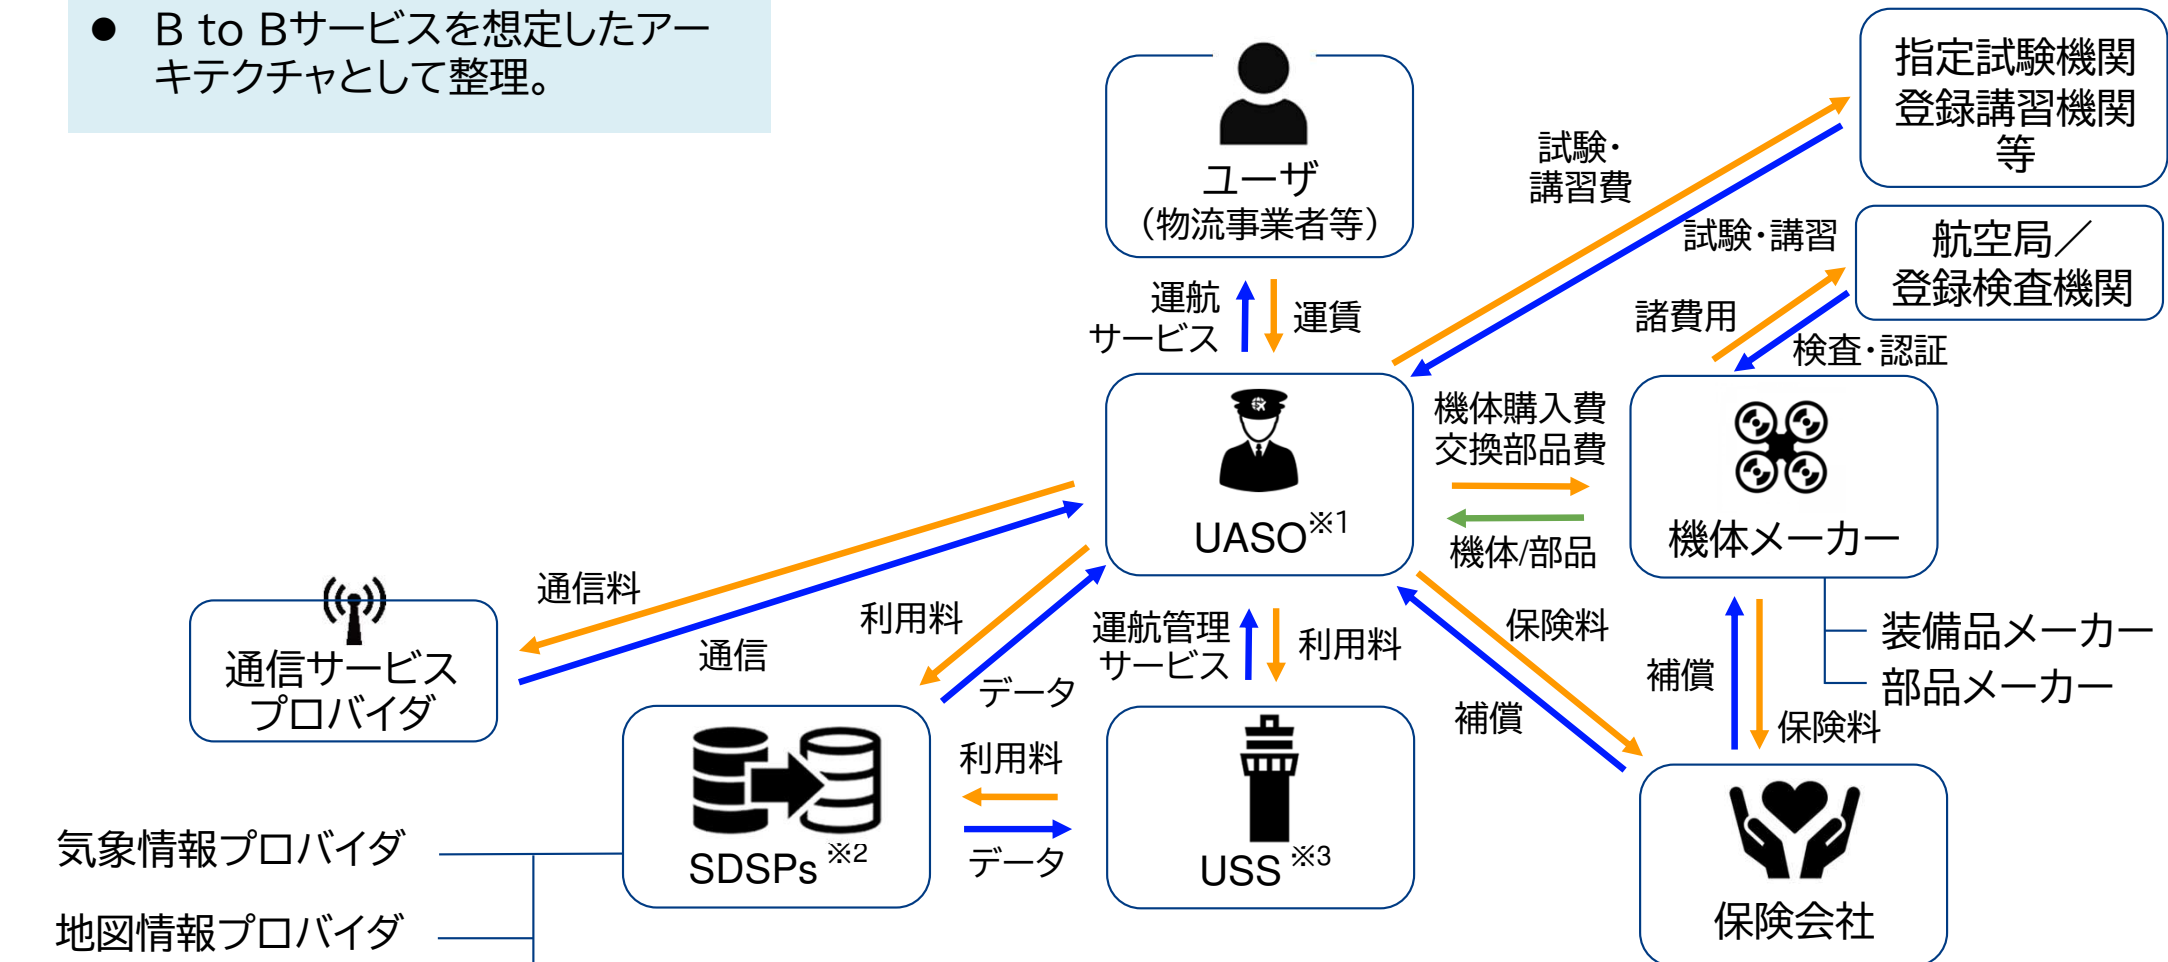 ● B to Bサービスを想定したアー
キテクチャとして整理。
指定試験機関
登録講習機関
等
ユーザ
（物流事業者等）
試験・
講習費
試験・講習
航空局／
登録検査機関
運航
サービス
運賃
諸費用
検査・認証
機体購入費
交換部品費
UASO※1
機体/部品
機体メーカー
装備品メーカー
部品メーカー
通信料
通信
通信サービス
プロバイダ
利用料
データ
運航管理
サービス
利用料
保険料
補償
補償
保険料
利用料
データ
SDSPs ※2
USS ※3
保険会社
気象情報プロバイダ
地図情報プロバイダ